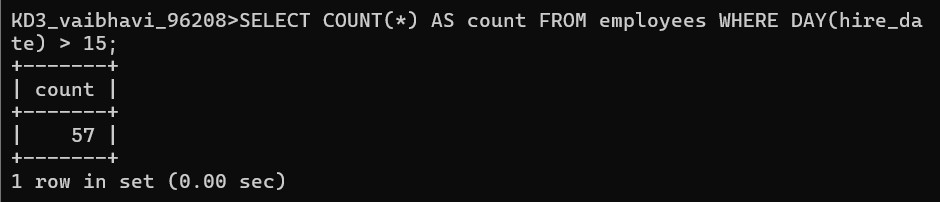 KD3_vaibhavi_96208>SELECT COUNT(*) AS count FROM employees WHERE DAY(hire_da
te) > 15;
+-------+
| count |
+-------+
|    57 |
+-------+
1 row in set (0.00 sec)